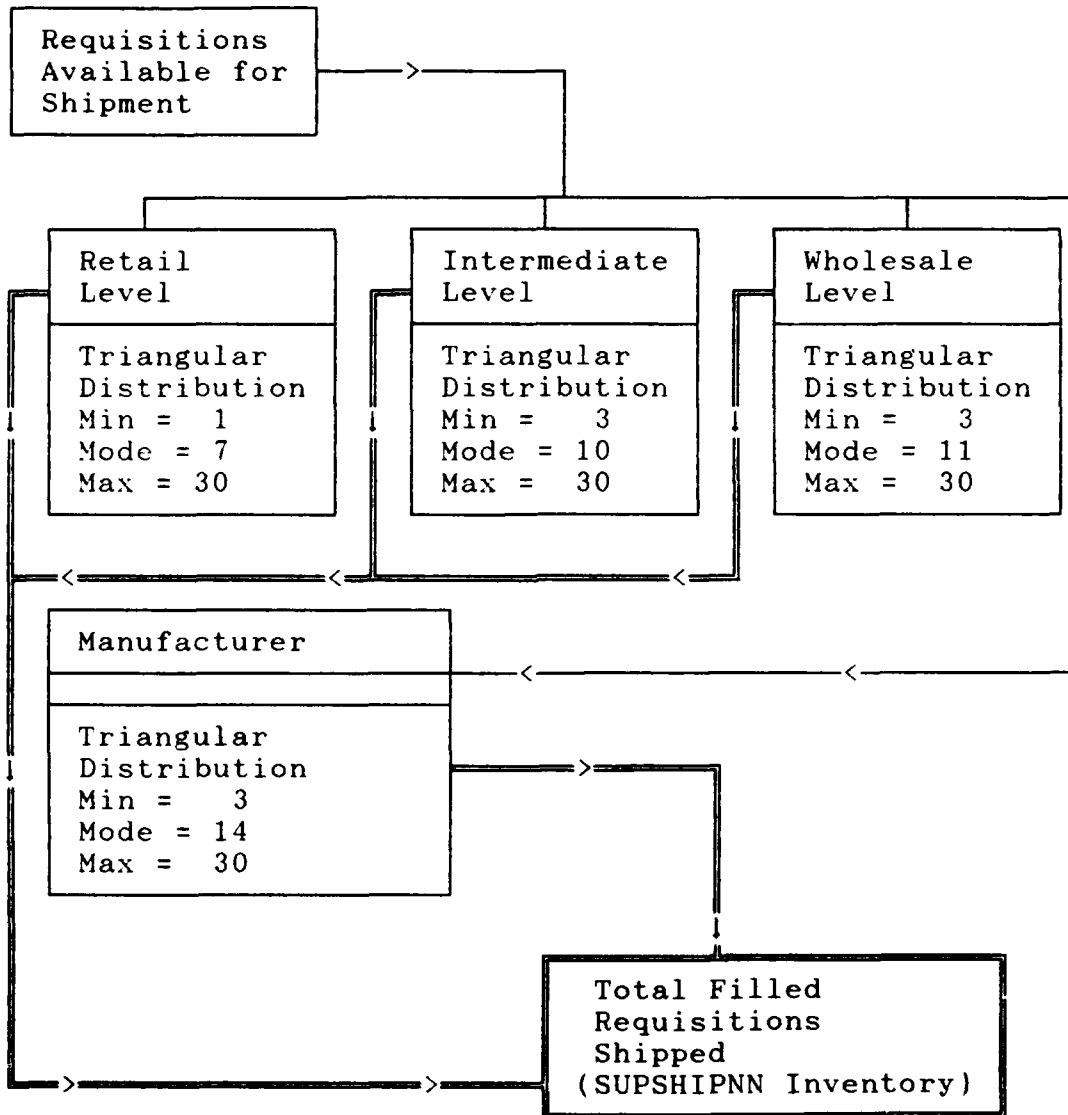 Requisitions
Available for
Shipment
Retail
Level
Triangular
Distribution
Min = 1
Mode = 7
Max = 30
Intermediate
Level
Triangular
Distribution
Min = 3
Mode = 10
Max = 30
Wholesale
Level
Triangular
Distribution
Min = 3
Mode = 11
Max = 30
Manufacturer
Triangular
Distribution
Min = 3
Mode = 14
Max = 30
Total Filled
Requisitions
Shipped
(SUPSHIPNN Inventory)